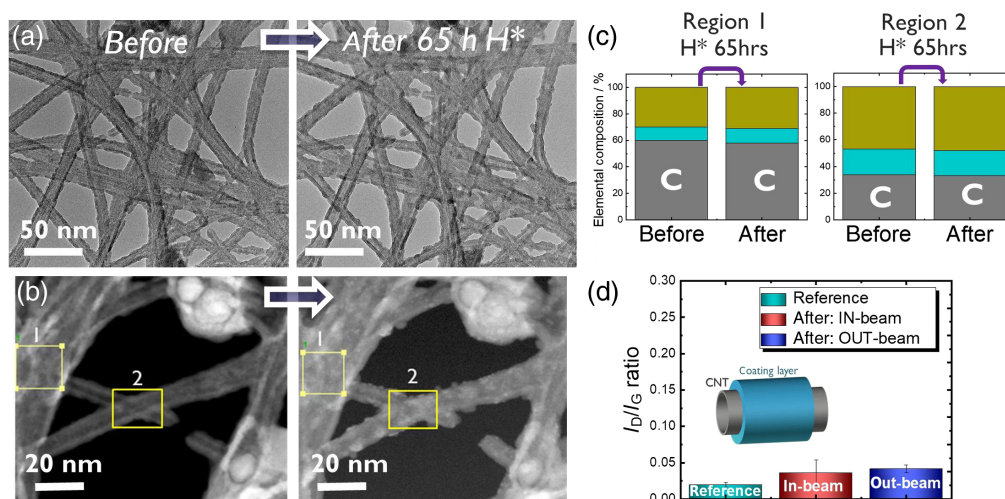 (a)
Before
After 65 h H*
50 nm
50 nm
(b)
1
2
20 nm
1
2
20 nm
(c)
Region 1
H* 65hrs
Region 2
H* 65hrs
Elemental composition / %
100
80
60
40
20
0
C
C
Before
After
100
80
60
40
20
0
C
C
Before
After
(d)
I_D/I_G ratio
0.30
0.25
0.20
0.15
0.10
0.05
0.00
Reference
After: IN-beam
After: OUT-beam
CNT
Coating layer
Reference
In-beam
Out-beam